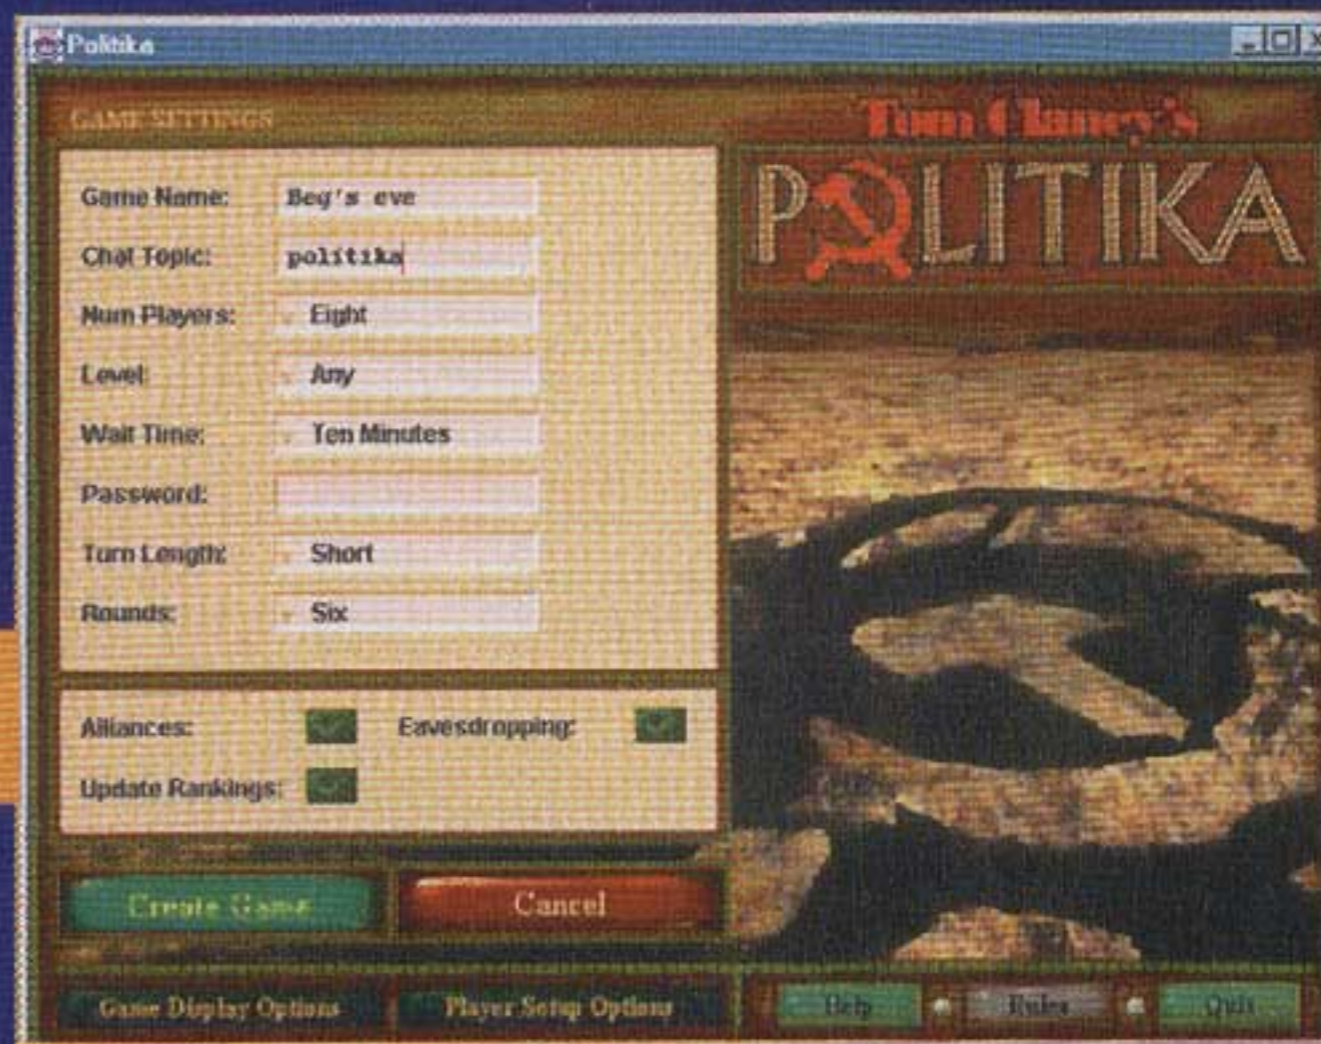 Politika
GAME SETTINGS
Tom Clancy's
POLITIKA
Game Name: Beg's eve
Chat Topic: politika
Num Players: Eight
Level Any
Wait Time: Ten Minutes
Password:
Turn Length: Short
Rounds: Six
Alliances: Eavesdropping:
Update Rankings:
Create Game Cancel
Game Display Options Player Setup Options Help Rules Quit